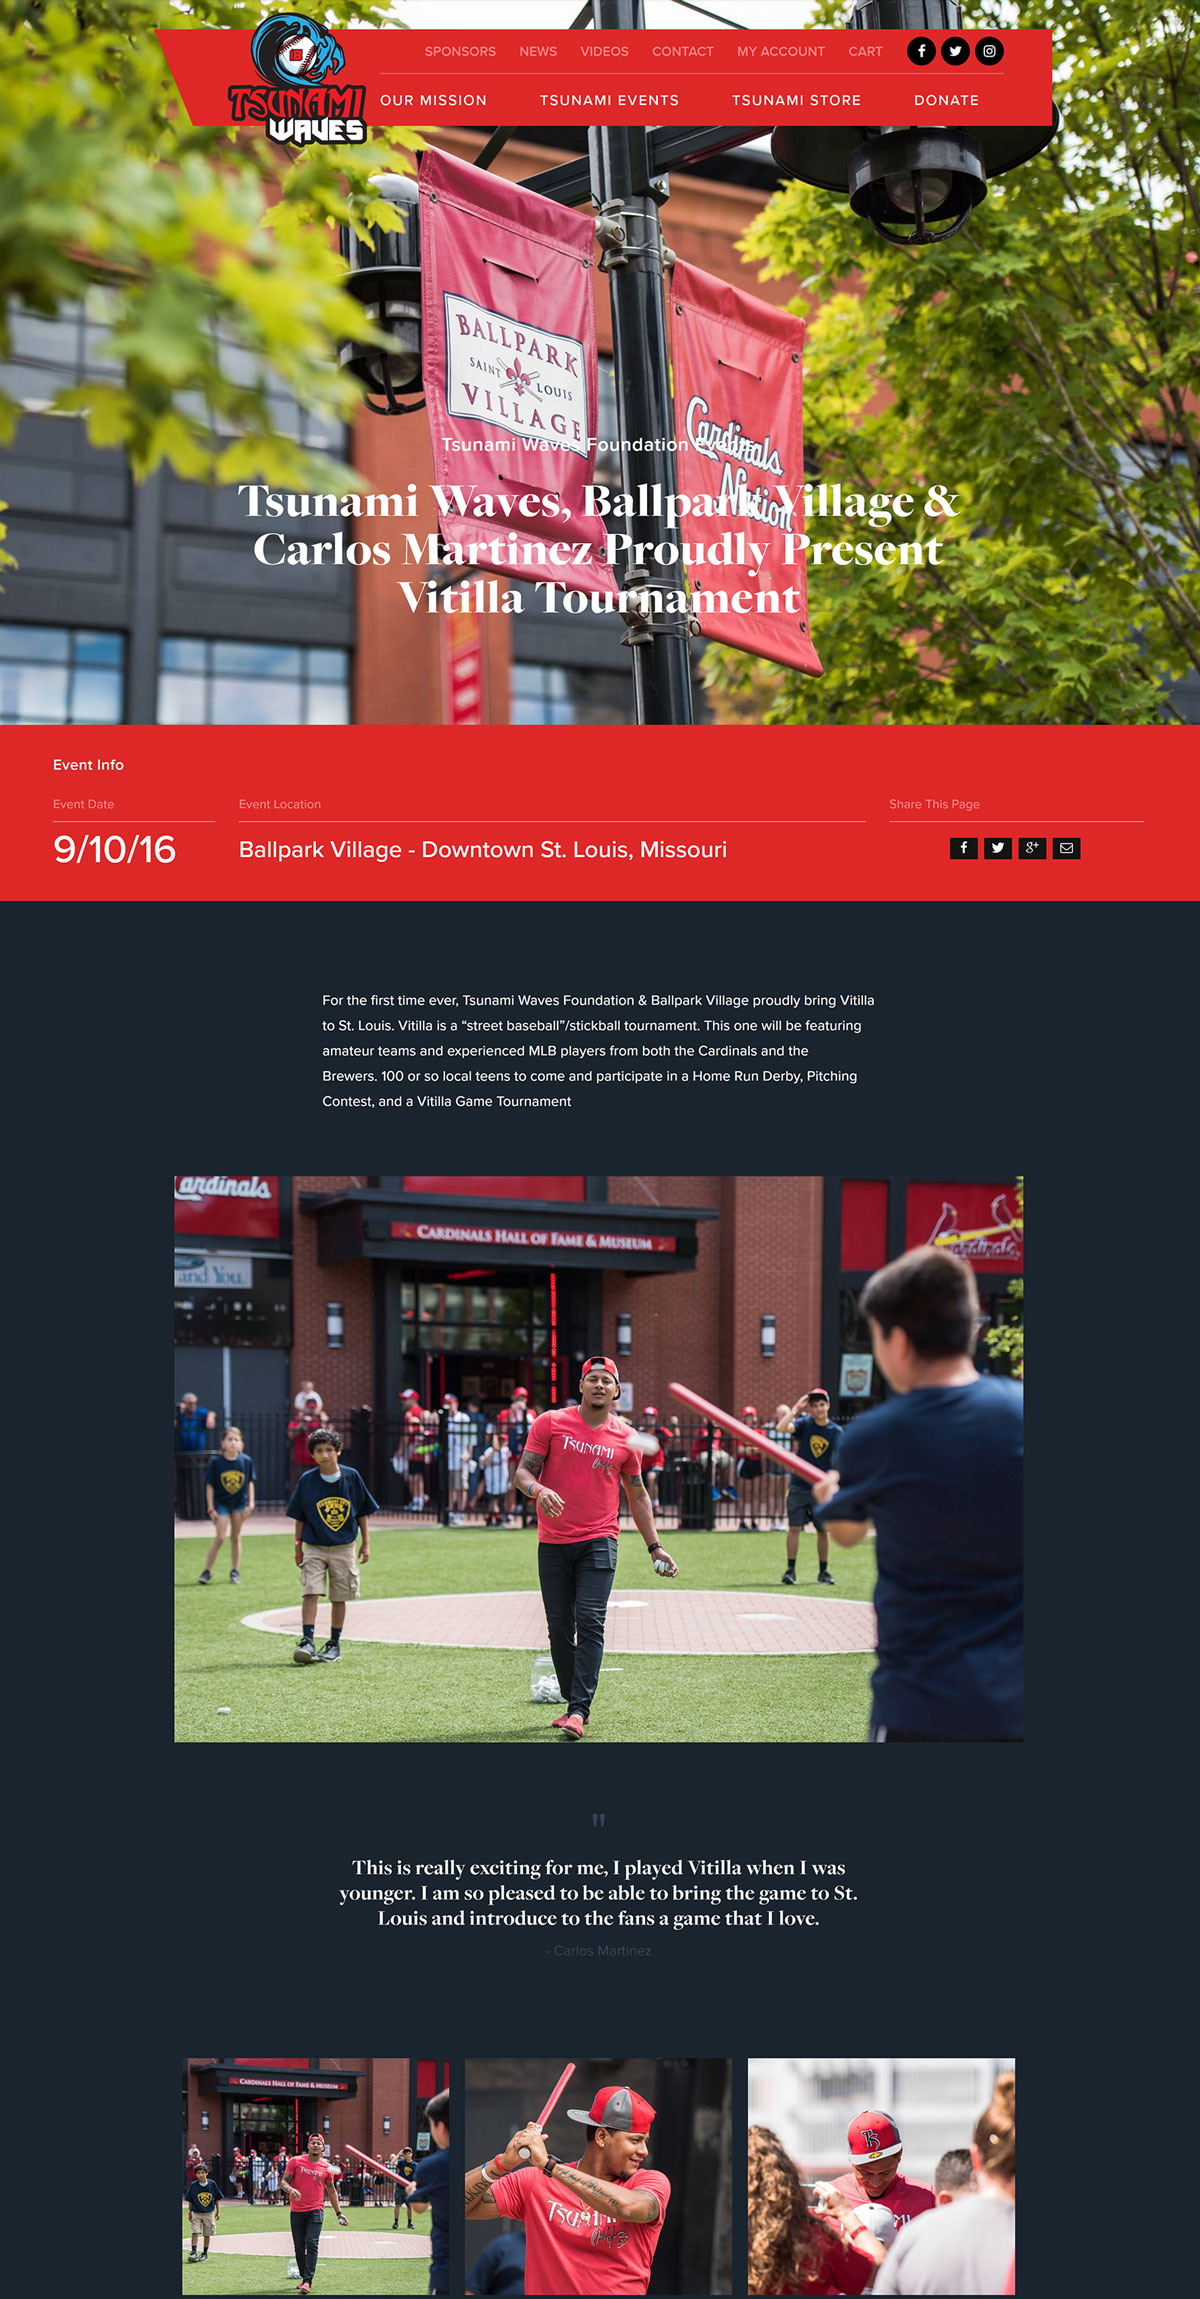 SPONSORS NEWS VIDEOS CONTACT MY ACCOUNT CART
TSUNAMI
WAVES
OUR MISSION TSUNAMI EVENTS TSUNAMI STORE DONATE
BALLPARK
SAINT LOUIS
VILLAGE
Cardinals
Nation
Tsunami Waves Foundation Events
Tsunami Waves, Ballpark Village &
Carlos Martinez Proudly Present
Vitilla Tournament
Event Info
Event Date
9/10/16
Event Location
Ballpark Village - Downtown St. Louis, Missouri
Share This Page
For the first time ever, Tsunami Waves Foundation & Ballpark Village proudly bring Vitilla
to St. Louis. Vitilla is a “street baseball”/stickball tournament. This one will be featuring
amateur teams and experienced MLB players from both the Cardinals and the
Brewers. 100 or so local teens to come and participate in a Home Run Derby, Pitching
Contest, and a Vitilla Game Tournament
Cardinals
CARDINALS HALL OF FAME & MUSEUM
Cardinals
and You.
TSUNAMI
"
This is really exciting for me, I played Vitilla when I was
younger. I am so pleased to be able to bring the game to St.
Louis and introduce to the fans a game that I love.
- Carlos Martinez
CARDINALS HALL OF FAME & MUSEUM
TSUNAMI
TSUNAMI
TS